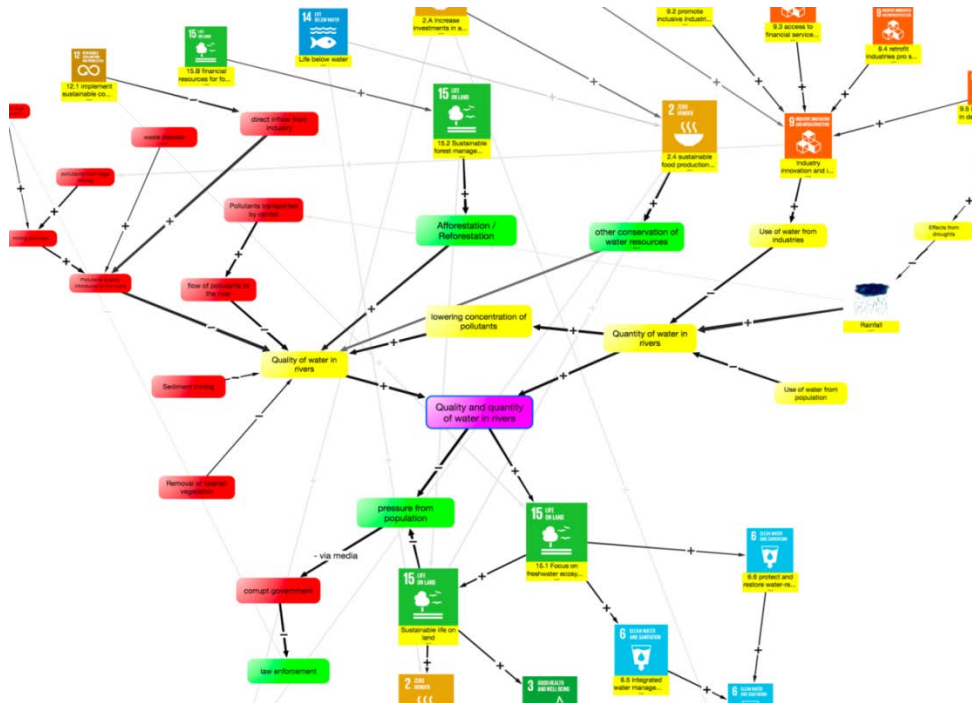 14 LIFE
BELOW WATER
Life below water
2.A increase
investments in a...
9.2 promote
inclusive industri...
9.3 access to
financial service...
9
9.4 retrofit
industries pro s...
12
12.1 implement
sustainable co...
15 LIFE
ON LAND
15.B financial
resources for fo...
direct inflow from
industry
waste disposal
15 LIFE
ON LAND
15.2 Sustainable
forest manage...
2 ZERO
HUNGER
2.4 sustainable
food production...
9 INDUSTRY, INNOVATION
AND INFRASTRUCTURE
Industry
innovation and i...
Afforestation /
Reforestation
other conservation of
water resources
Use of water from
industries
Effects from
droughts
flow of pollutants to
the river
Rainfall
lowering concentration of
pollutants
Quantity of water in
rivers
Quality of water in
rivers
Sediment mining
Use of water from
population
Quality and quantity
of water in rivers
Removal of riparian
vegetation
pressure from
population
- via media
corrupt government
law enforcement
15 LIFE
ON LAND
15.1 Focus on
freshwater ecosy...
6 CLEAN WATER
AND SANITATION
6.6 protect and
restore water-re...
15 LIFE
ON LAND
Sustainable life on
land
6 CLEAN WATER
AND SANITATION
6.5 integrated
water manage...
2 ZERO
HUNGER
3 GOOD HEALTH
AND WELL-BEING
6 CLEAN WATER
AND SANITATION